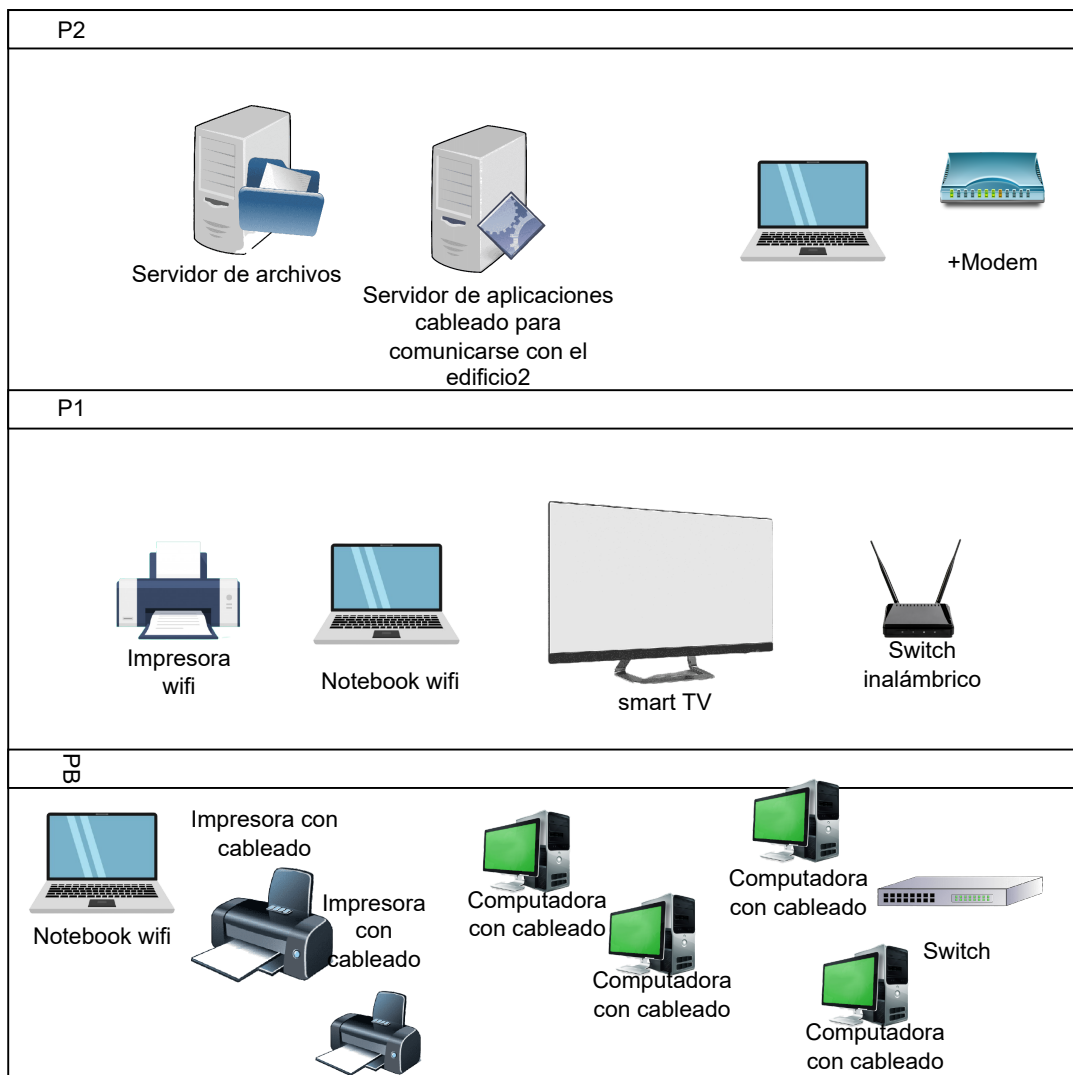 P2
Servidor de archivos
Servidor de aplicaciones
cableado para
comunicarse con el
edificio2
+Modem
P1
Impresora
wifi
Notebook wifi
smart TV
Switch
inalámbrico
PB
Notebook wifi
Impresora con
cableado
Impresora
con
cableado
Computadora
con cableado
Computadora
con cableado
Computadora
con cableado
Switch
Computadora
con cableado